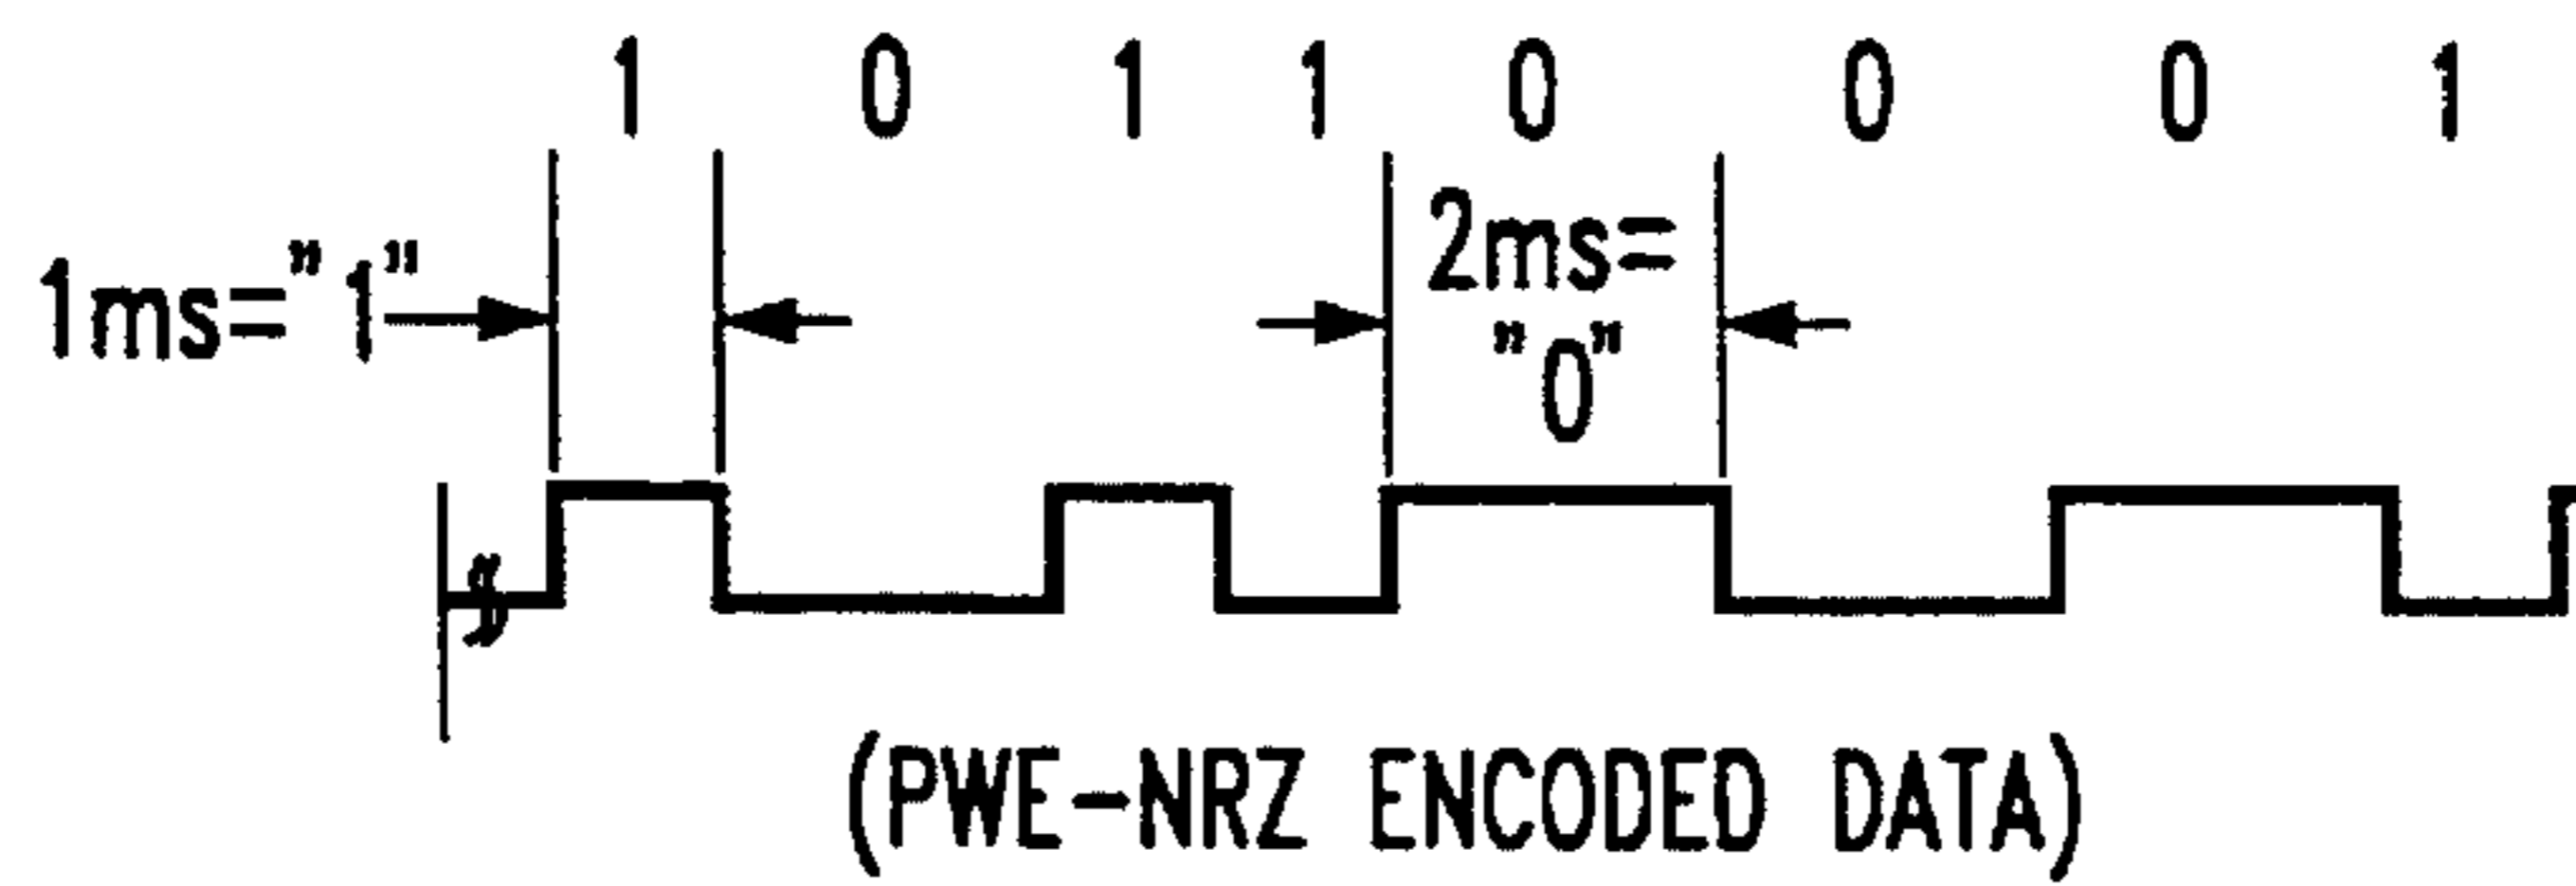 1 0 1 1 0 0 0 1
1ms="1"
2ms=
"0"
(PWE-NRZ ENCODED DATA)